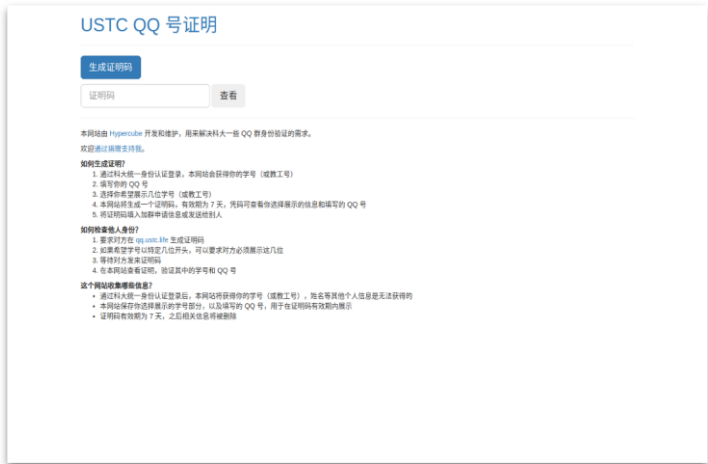 USTC QQ 号证明
生成证明码
证明码 查看
本网站由 Hypercube 开发和维护，用来解决科大一些 QQ 群身份验证的需求。
欢迎通过捐赠支持我。
如何生成证明？
1. 通过科大统一身份认证登录，本网站会获得你的学号（或教工号）
2. 填写你的 QQ 号
3. 选择你希望展示几位学号（或教工号）
4. 本网站将生成一个证明码，有效期为 7 天，凭码可查看你选择展示的信息和填写的 QQ 号
5. 将证明码填入加群申请信息或发送给别人
如何检查他人身份？
1. 要求对方在 qq.ustc.life 生成证明码
2. 如果希望学号以特定几位开头，可以要求对方必须展示这几位
3. 等待对方发来证明码
4. 在本网站查看证明，验证其中的学号和 QQ 号
这个网站收集哪些信息？
• 通过科大统一身份认证登录后，本网站将获得你的学号（或教工号），姓名等其他个人信息是无法获得的
• 本网站保存你选择展示的学号部分，以及填写的 QQ 号，用于在证明码有效期内展示
• 证明码有效期为 7 天，之后相关信息将被删除